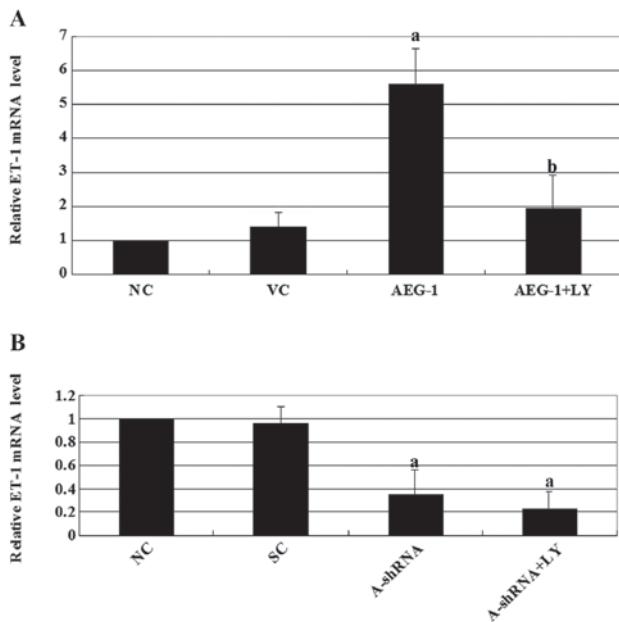 A
Relative ET-1 mRNA level
7
6
5
4
3
2
1
0
a
b
NC VC AEG-1 AEG-1+LY
B
Relative ET-1 mRNA level
1.2
1
0.8
0.6
0.4
0.2
0
a
a
NC SC A-shRNA A-shRNA+LY